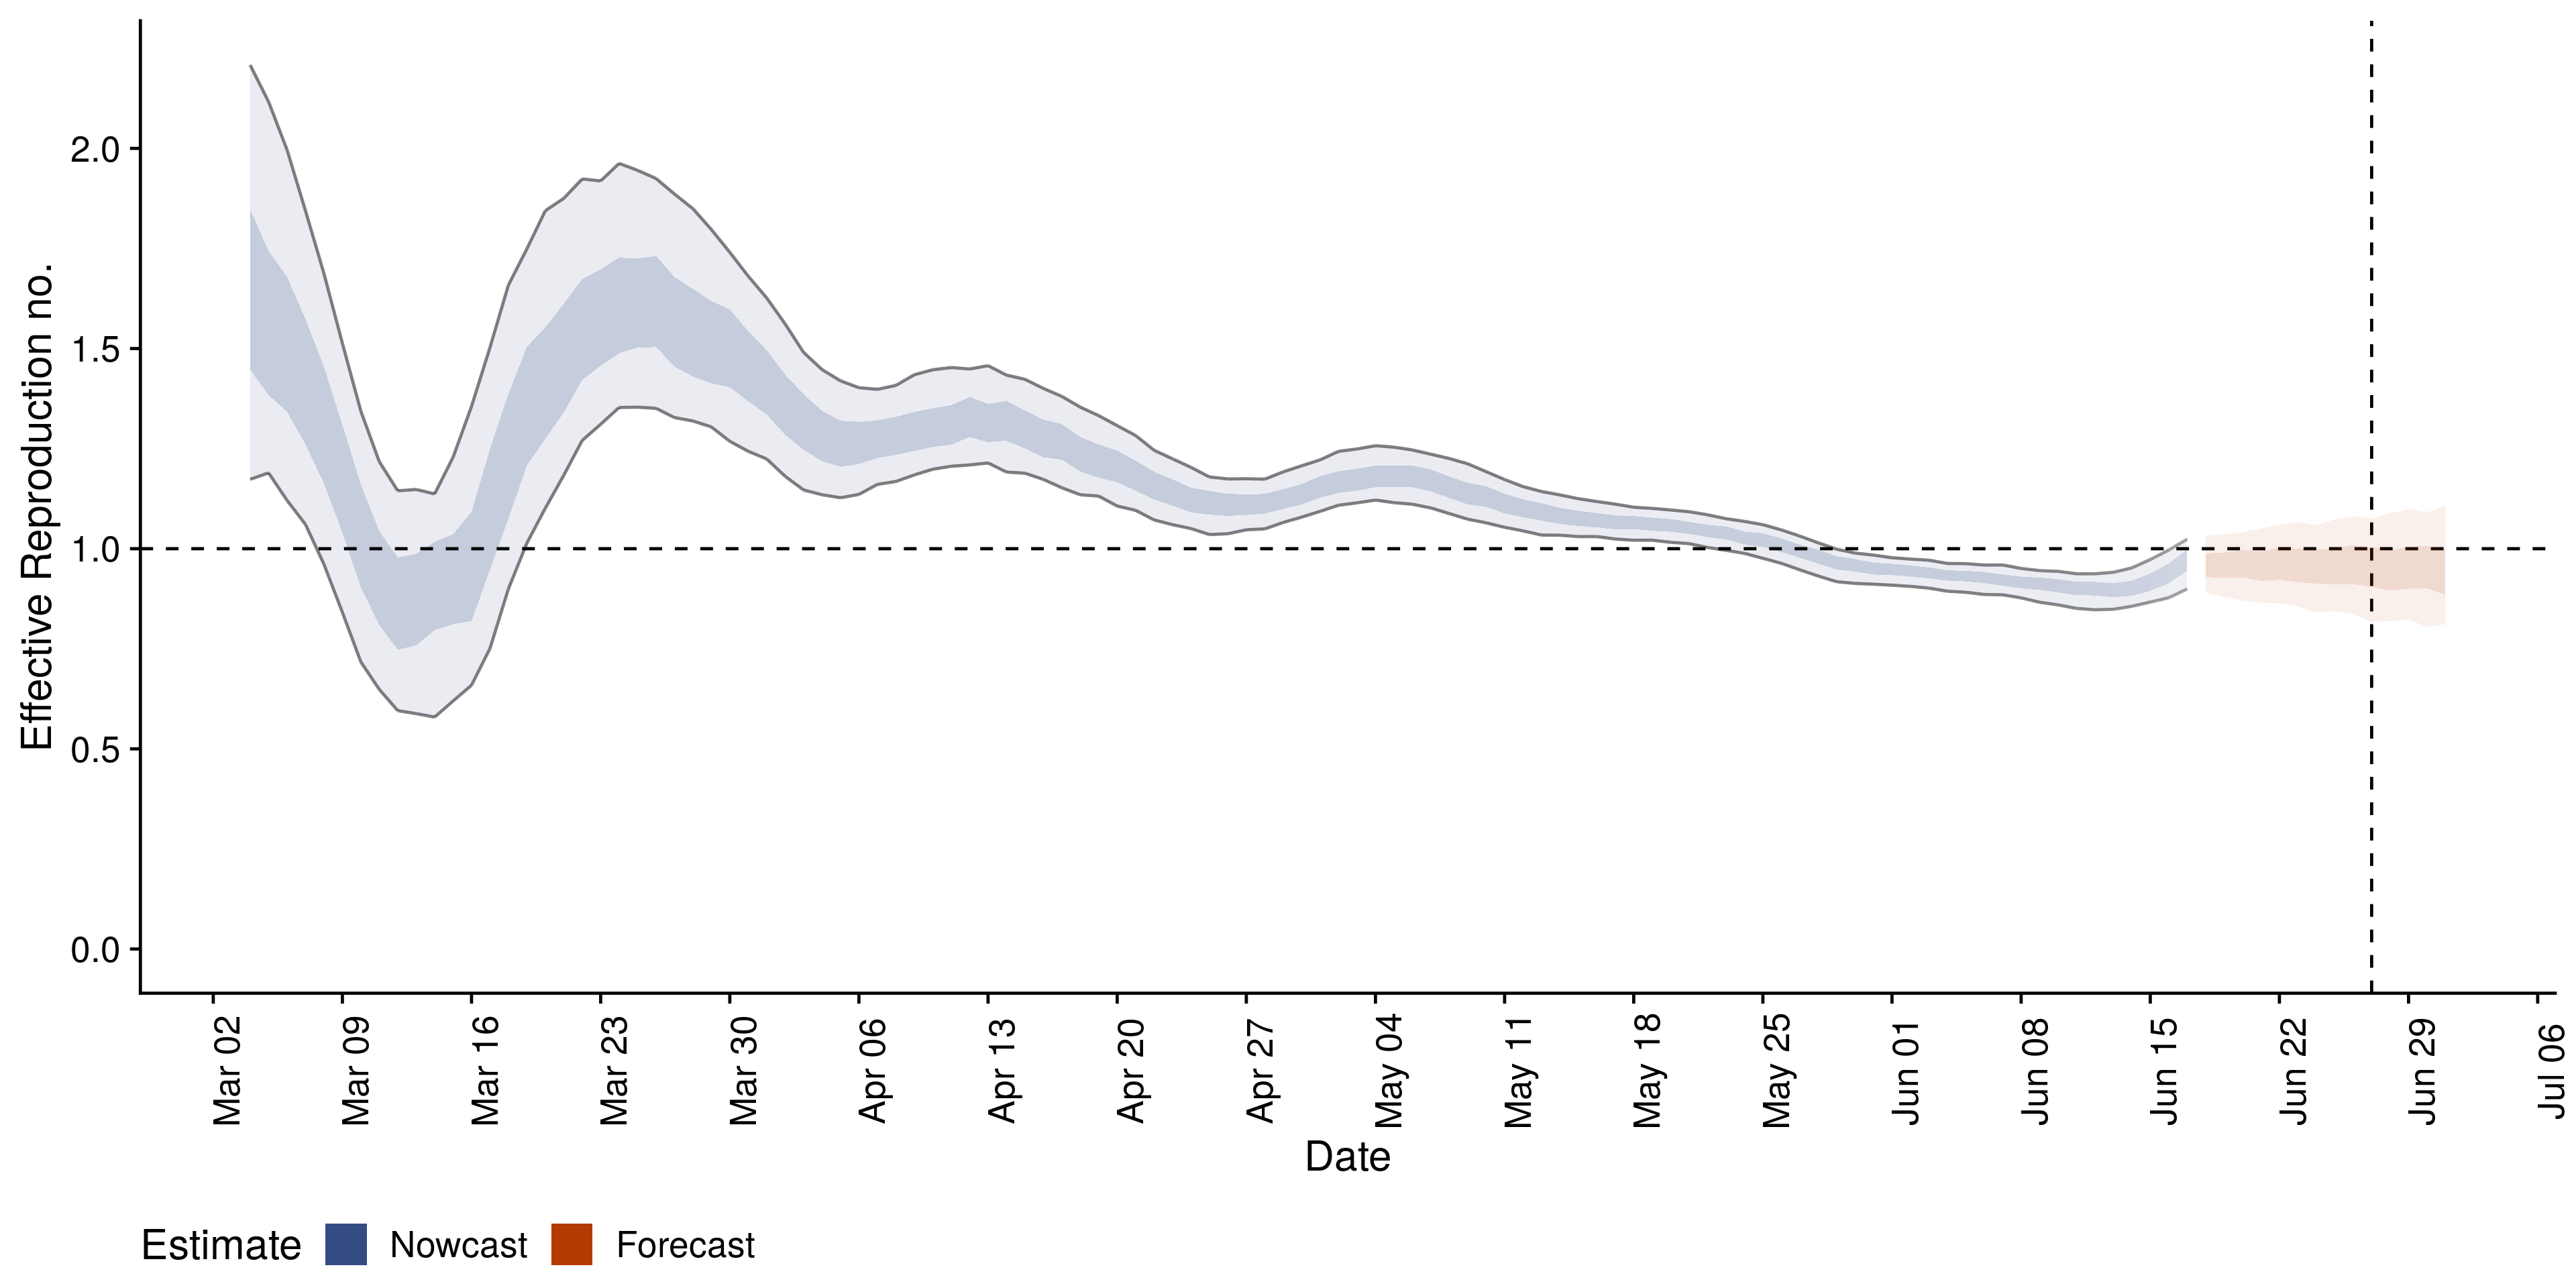 Effective Reproduction no.
2.0
1.5
1.0
0.5
0.0
Mar 02
Mar 09
Mar 16
Mar 23
Mar 30
Apr 06
Apr 13
Apr 20
Apr 27
May 04
May 11
May 18
May 25
Jun 01
Jun 08
Jun 15
Jun 22
Jun 29
Jul 06
Date
Estimate Nowcast Forecast